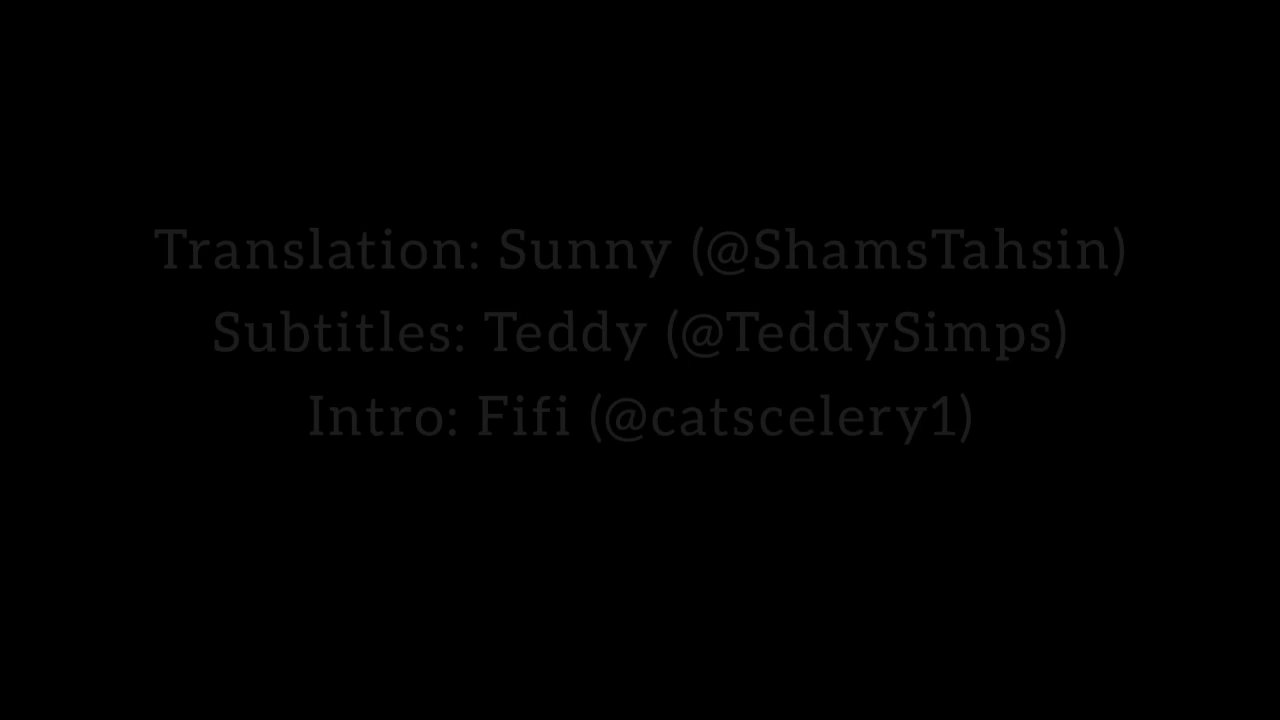 Translation: Sunny (@ShamsTahsin)
Subtitles: Teddy (@TeddySimps)
Intro: Fifi (@catscelery1)